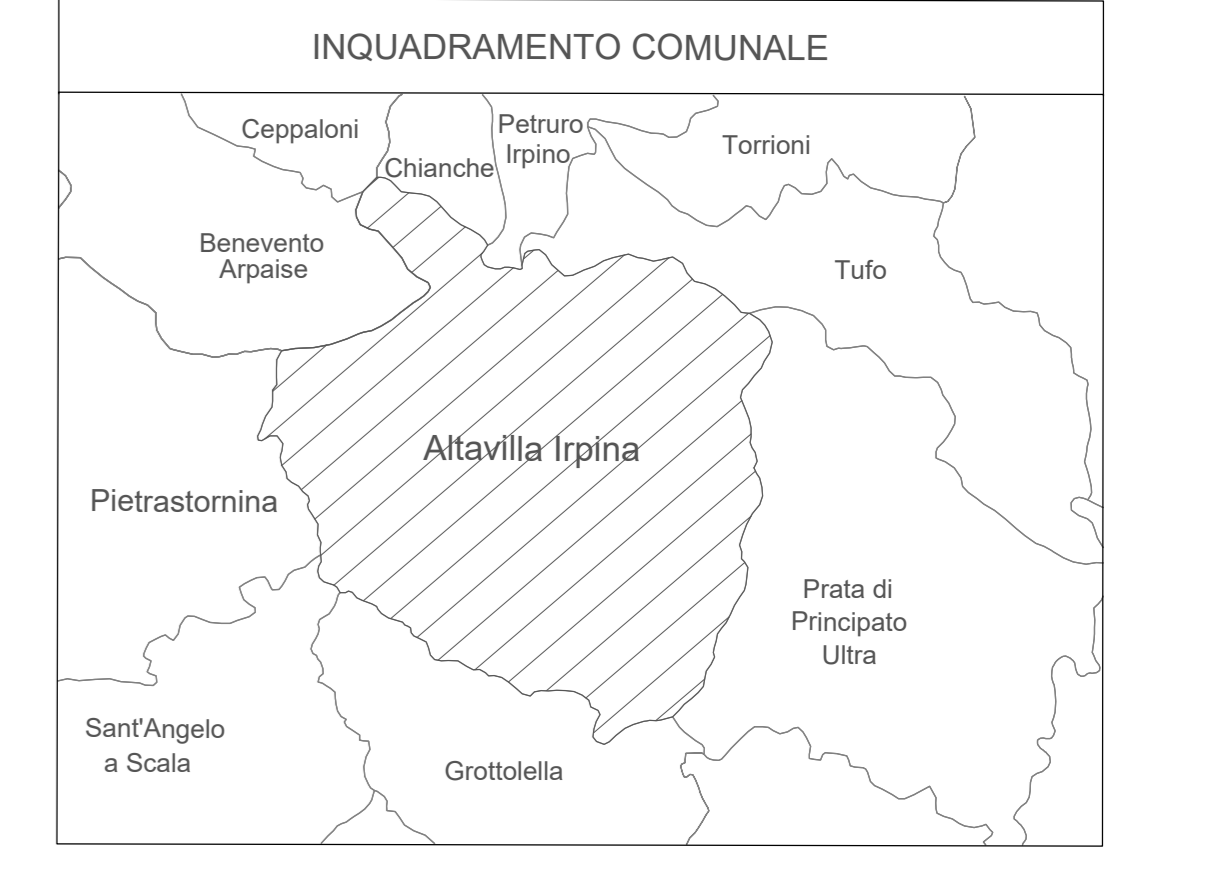 INQUADRAMENTO COMUNALE
Ceppaloni
Chianche
Petruro
Irpino
Torrioni
Benevento
Arpaise
Tufo
Altavilla Irpina
Pietrastornina
Prata di
Principato
Ultra
Sant'Angelo
a Scala
Grottolella